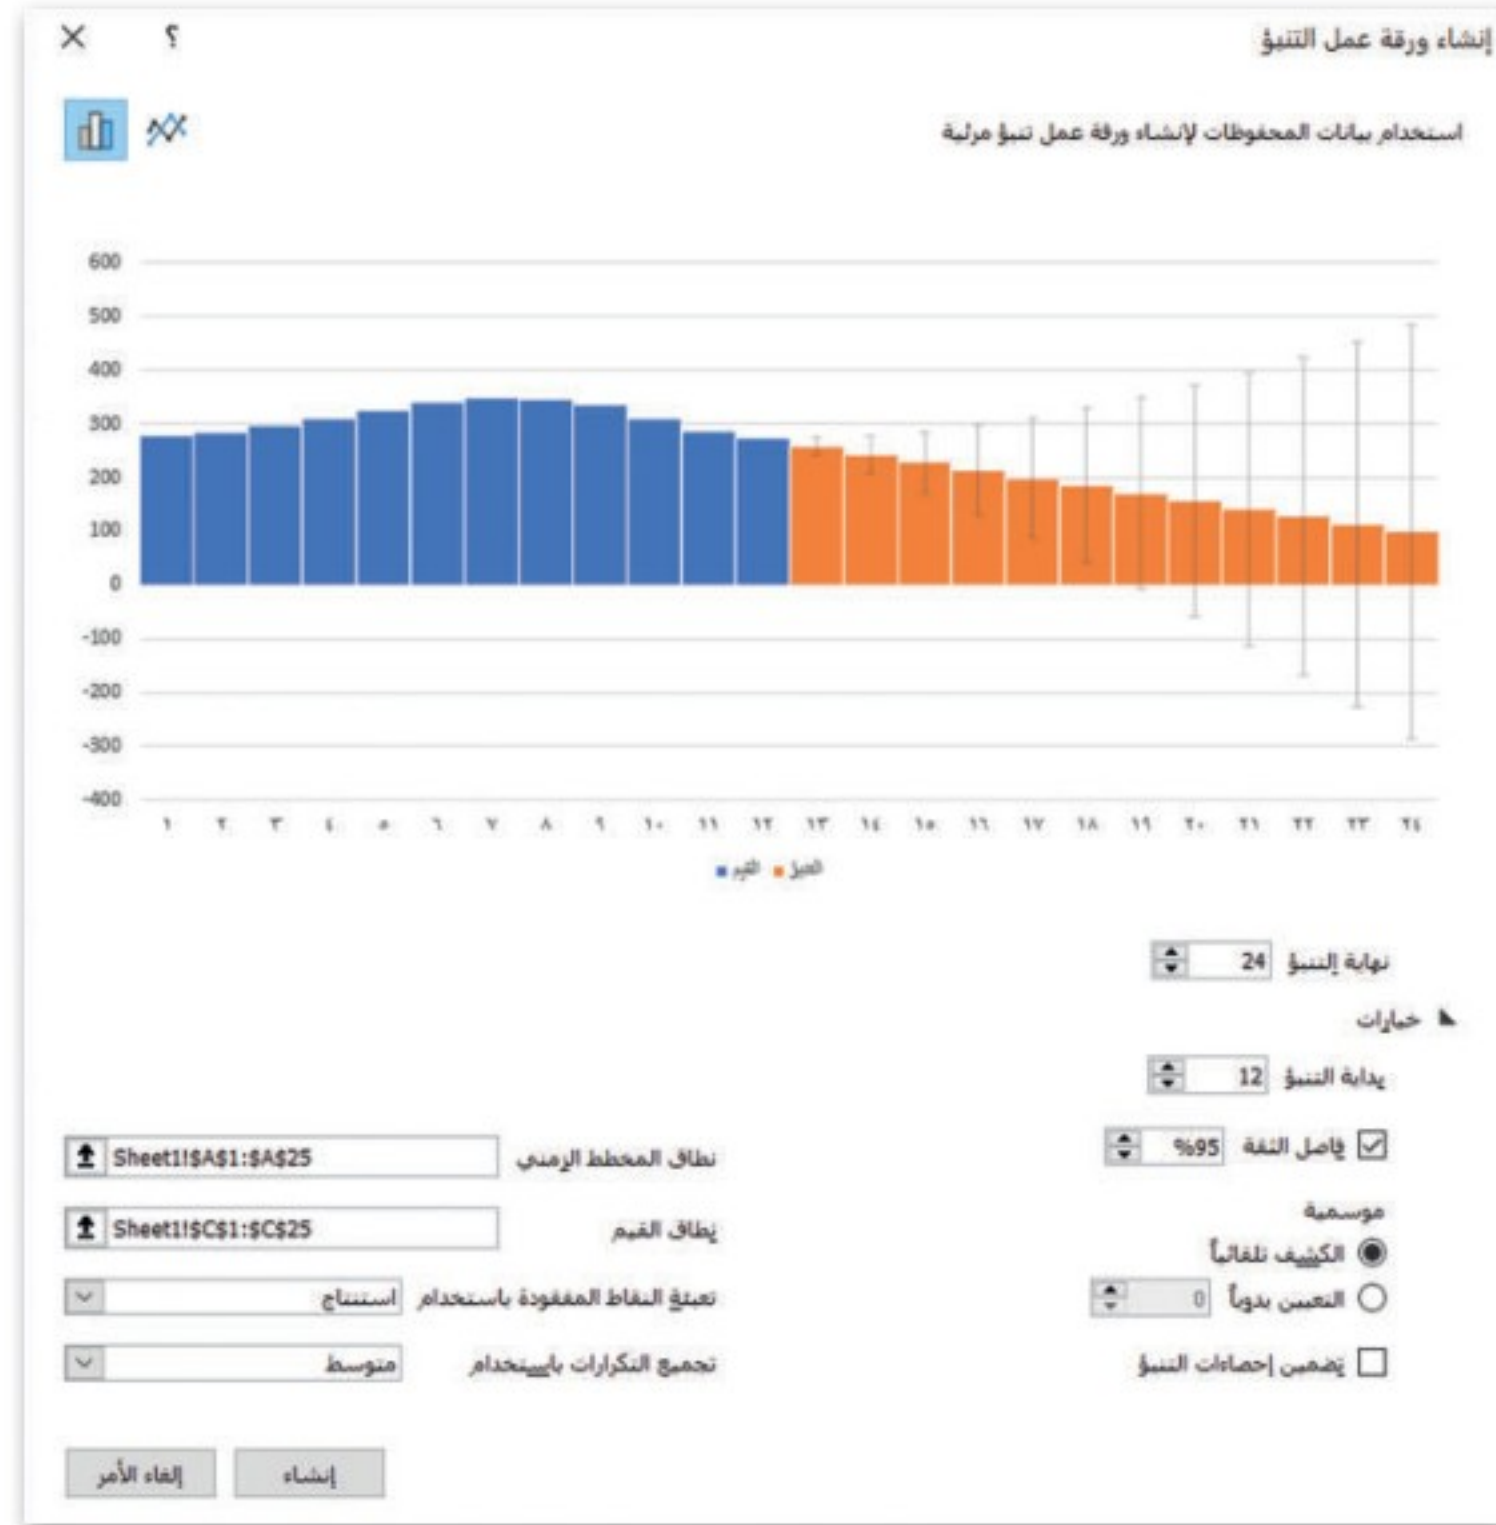 إنشاء ورقة عمل التنبؤ
؟
استخدام بيانات المحفوظات لإنشاء ورقة عمل تنبؤ مرئية
600
500
400
300
200
100
0
-100
-200
-300
-400
١ ٢ ٣ ٤ ٥ ٦ ٧ ٨ ٩ ١٠ ١١ ١٢ ١٣ ١٤ ١٥ ١٦ ١٧ ١٨ ١٩ ٢٠ ٢١ ٢٢ ٢٣ ٢٤
القيم التنبؤ
نهاية التنبؤ 24
خيارات
بداية التنبؤ 12
فاصل الثقة %95
موسمية
الكشف تلقائياً
التعيين يدوياً 0
تضمين إحصاءات التنبؤ
نطاق المخطط الزمني Sheet1!$A$1:$A$25
نطاق القيم Sheet1!$C$1:$C$25
تعبئة النقاط المفقودة باستخدام استنتاج
تجميع التكرارات باستخدام متوسط
إنشاء
إلغاء الأمر